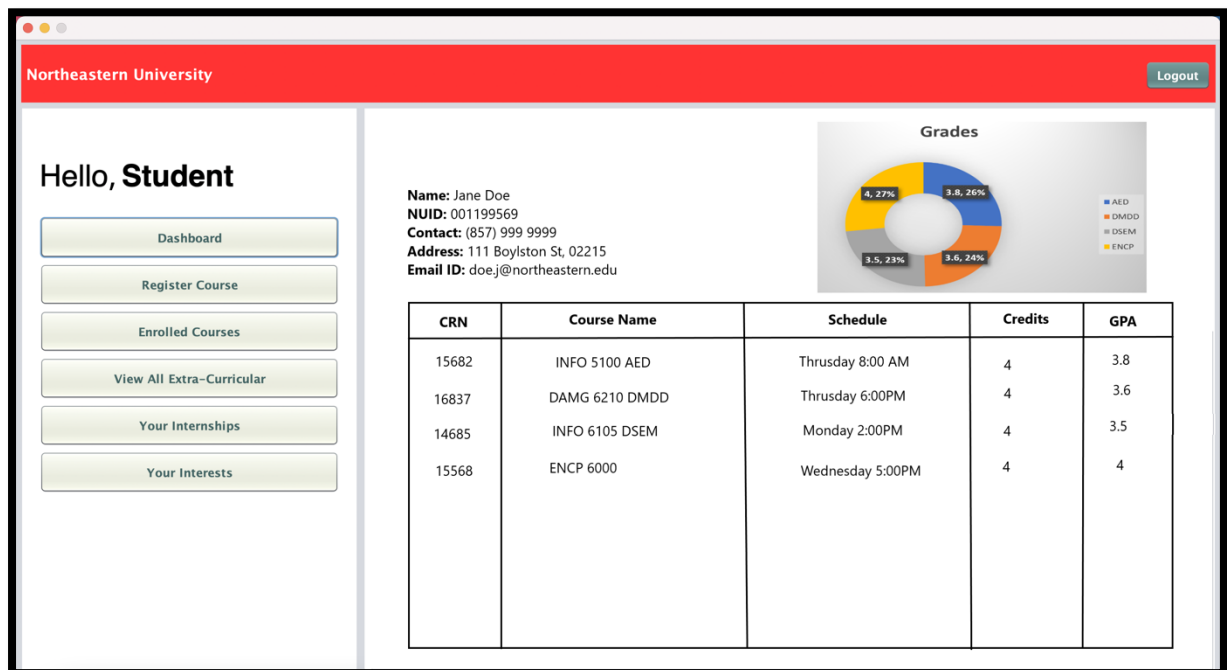 Northeastern University
Logout
Hello, Student
Dashboard
Register Course
Enrolled Courses
View All Extra-Curricular
Your Internships
Your Interests
Name: Jane Doe
NUID: 001199569
Contact: (857) 999 9999
Address: 111 Boylston St, 02215
Email ID: doe.j@northeastern.edu
Grades
4, 27%
3.8, 26%
3.5, 23%
3.6, 24%
AED
DMDD
DSEM
ENCP
CRN Course Name Schedule Credits GPA
15682 INFO 5100 AED Thrusday 8:00 AM 4 3.8
16837 DAMG 6210 DMDD Thrusday 6:00PM 4 3.6
14685 INFO 6105 DSEM Monday 2:00PM 4 3.5
15568 ENCP 6000 Wednesday 5:00PM 4 4